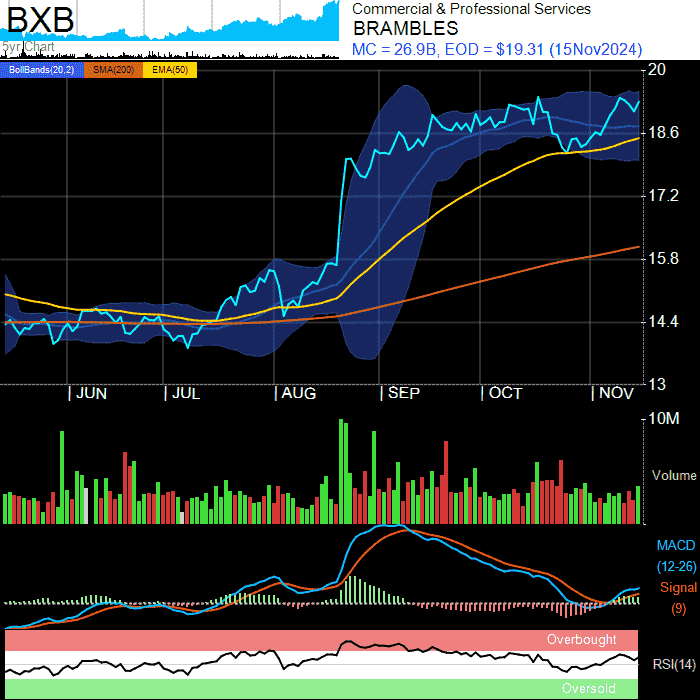 BXB
5yr Chart
Commercial & Professional Services
BRAMBLES
MC = 26.9B, EOD = $19.31 (15Nov2024)
BollBands(20,2) SMA(200) EMA(50)
20
18.6
17.2
15.8
14.4
13
JUN JUL AUG SEP OCT NOV
10M
Volume
MACD
(12-26)
Signal
(9)
Overbought
RSI(14)
Oversold